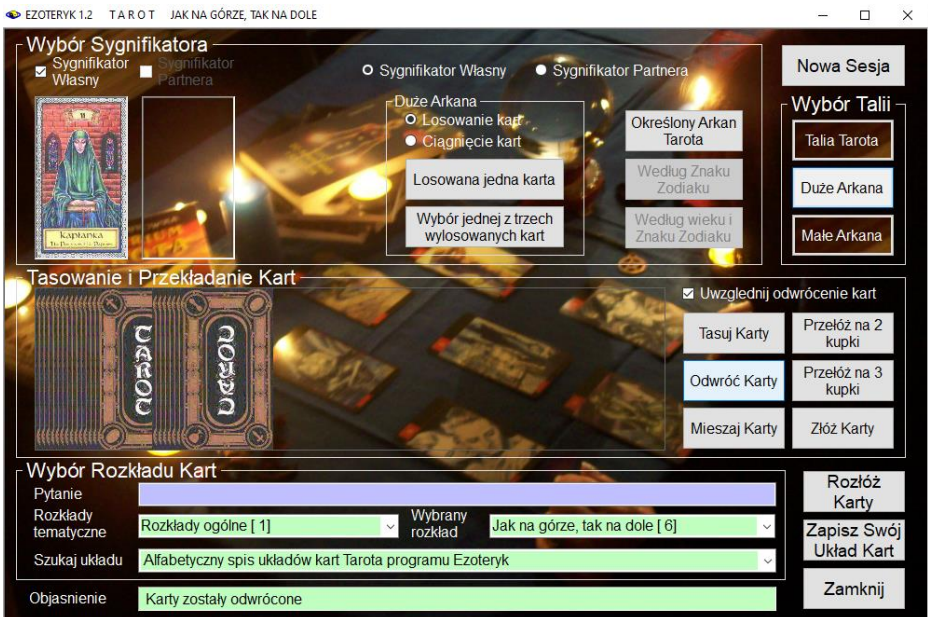 EZOTERYK 1.2 T A R O T JAK NA GÓRZE, TAK NA DOLE
Wybór Sygnifikatora
Sygnifikator
Własny
Sygnifikator
Partnera
Sygnifikator Własny
Sygnifikator Partnera
II
Kapłanka
Duże Arkana
Losowanie kart
Ciągnięcie kart
Losowana jedna karta
Wybór jednej z trzech
wylosowanych kart
Określony Arkan
Tarota
Według Znaku
Zodiaku
Według wieku i
Znaku Zodiaku
Nowa Sesja
Wybór Talii
Talia Tarota
Duże Arkana
Małe Arkana
Tasowanie i Przekładanie Kart
TAROT
TAROT
Uwzglednij odwrócenie kart
Tasuj Karty
Przełóż na 2
kupki
Odwróć Karty
Przełóż na 3
kupki
Mieszaj Karty
Złóż Karty
Wybór Rozkładu Kart
Pytanie
Rozkłady
tematyczne
Rozkłady ogólne [ 1]
Wybrany
rozkład
Jak na górze, tak na dole [ 6]
Szukaj układu
Alfabetyczny spis układów kart Tarota programu Ezoteryk
Objasnienie
Karty zostały odwrócone
Rozłóż
Karty
Zapisz Swój
Układ Kart
Zamknij